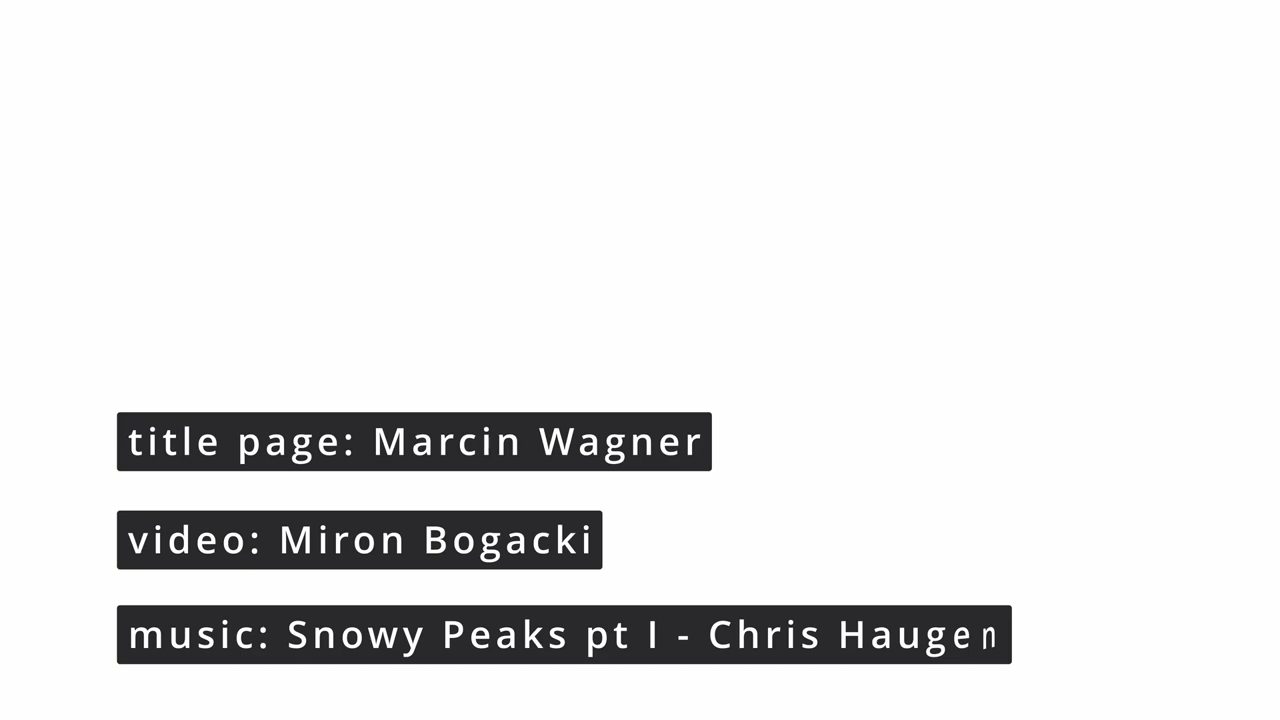 title page: Marcin Wagner
video: Miron Bogacki
music: Snowy Peaks pt I - Chris Haugen